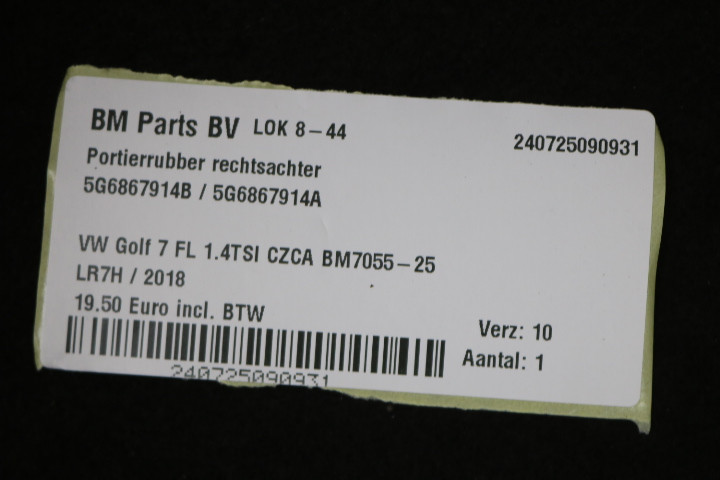 BM Parts BV LOK 8-44
240725090931
Portierrubber rechtsachter
5G6867914B / 5G6867914A
VW Golf 7 FL 1.4TSI CZCA BM7055-25
LR7H / 2018
19.50 Euro incl. BTW
Verz: 10
Aantal: 1
240725090931